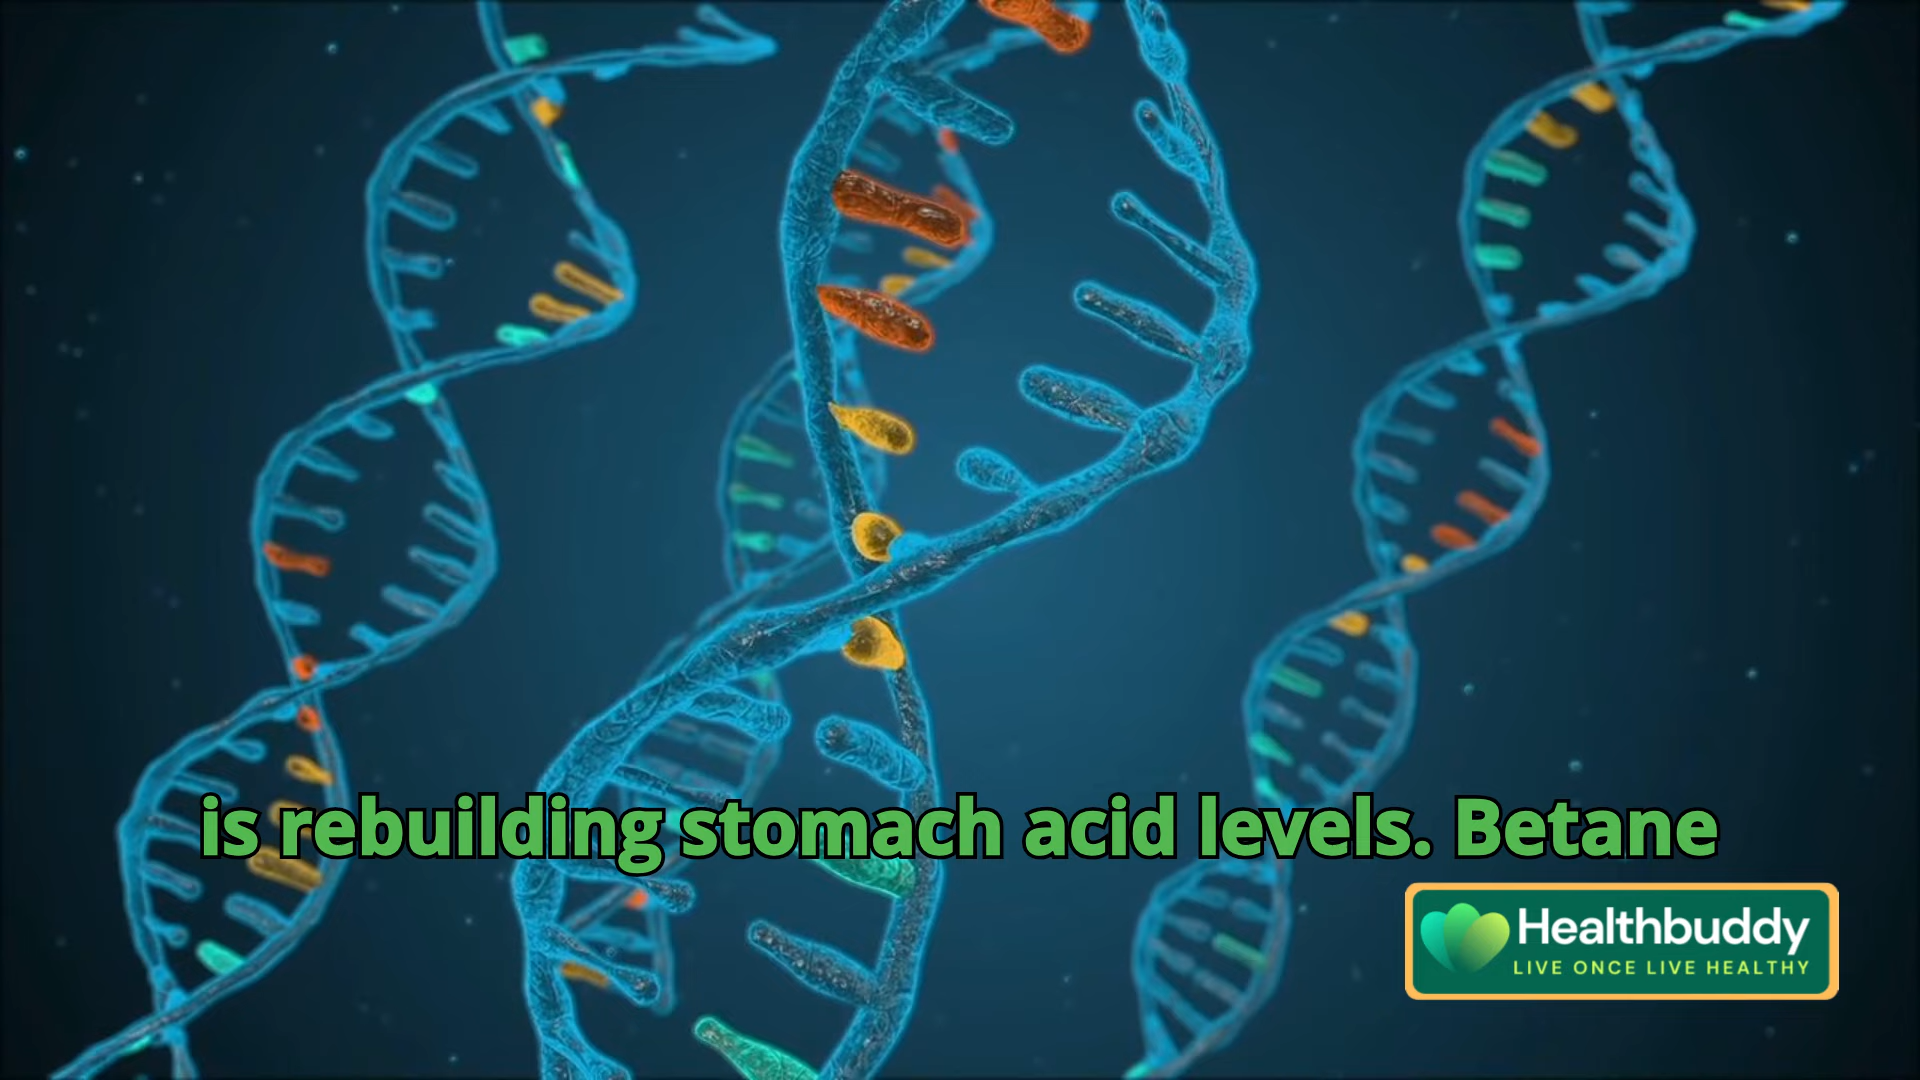 is rebuilding stomach acid levels. Betane
Healthbuddy
LIVE ONCE LIVE HEALTHY